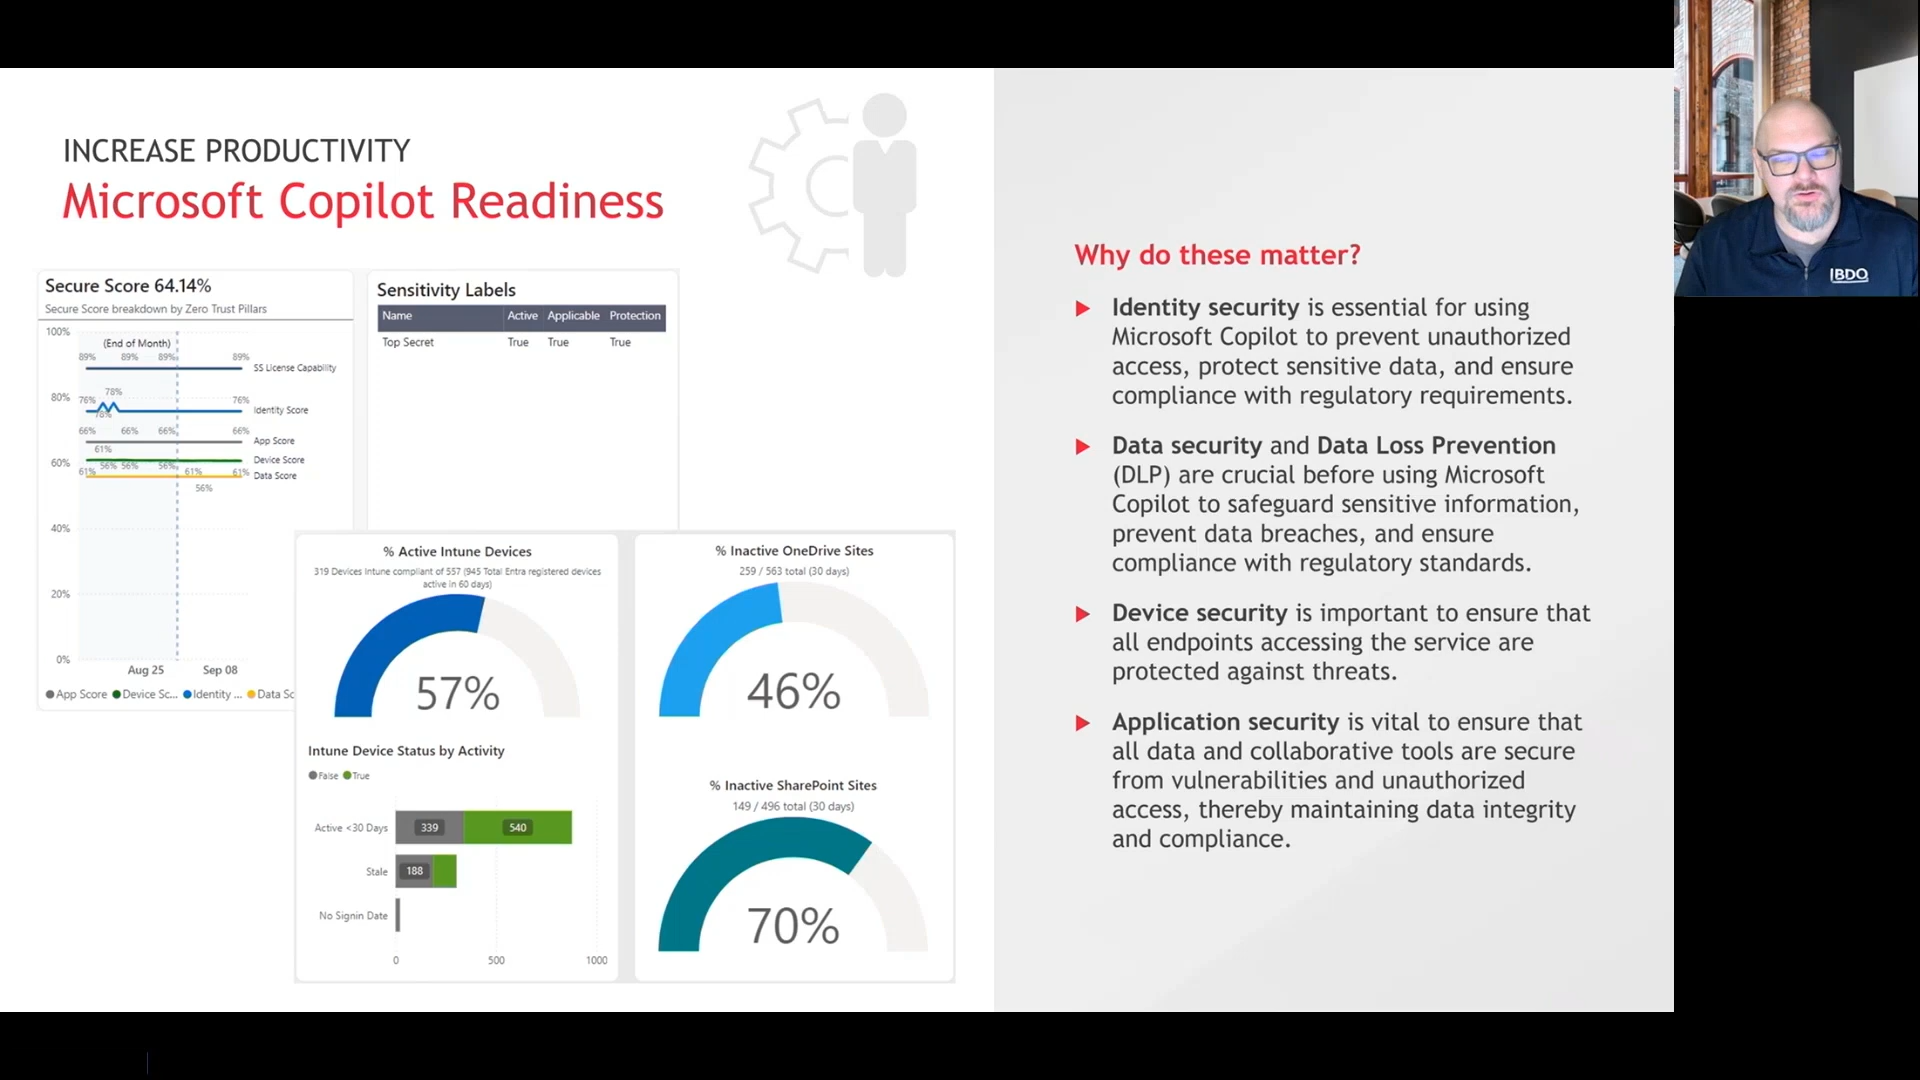 INCREASE PRODUCTIVITY
Microsoft Copilot Readiness
Secure Score 64.14%
Secure Score breakdown by Zero Trust Pillars
100%
(End of Month)
89% 89% 89% 89%
SS License Capability
80%
78%
76% 76%
78%
Identity Score
66% 66% 66% 66%
App Score
61%
60%
Device Score
61% 56% 56% 56% 61% 61%
Data Score
56%
40%
20%
0%
Aug 25 Sep 08
App Score Device Sc... Identity ... Data Sc
Sensitivity Labels
Name Active Applicable Protection
Top Secret True True True
% Active Intune Devices
319 Devices Intune compliant of 557 (945 Total Entra registered devices
active in 60 days)
57%
Intune Device Status by Activity
False True
Active <30 Days 339 540
Stale 188
No Signin Date
0 500 1000
% Inactive OneDrive Sites
259 / 563 total (30 days)
46%
% Inactive SharePoint Sites
149 / 496 total (30 days)
70%
Why do these matter?
Identity security is essential for using
Microsoft Copilot to prevent unauthorized
access, protect sensitive data, and ensure
compliance with regulatory requirements.
Data security and Data Loss Prevention
(DLP) are crucial before using Microsoft
Copilot to safeguard sensitive information,
prevent data breaches, and ensure
compliance with regulatory standards.
Device security is important to ensure that
all endpoints accessing the service are
protected against threats.
Application security is vital to ensure that
all data and collaborative tools are secure
from vulnerabilities and unauthorized
access, thereby maintaining data integrity
and compliance.
BDO